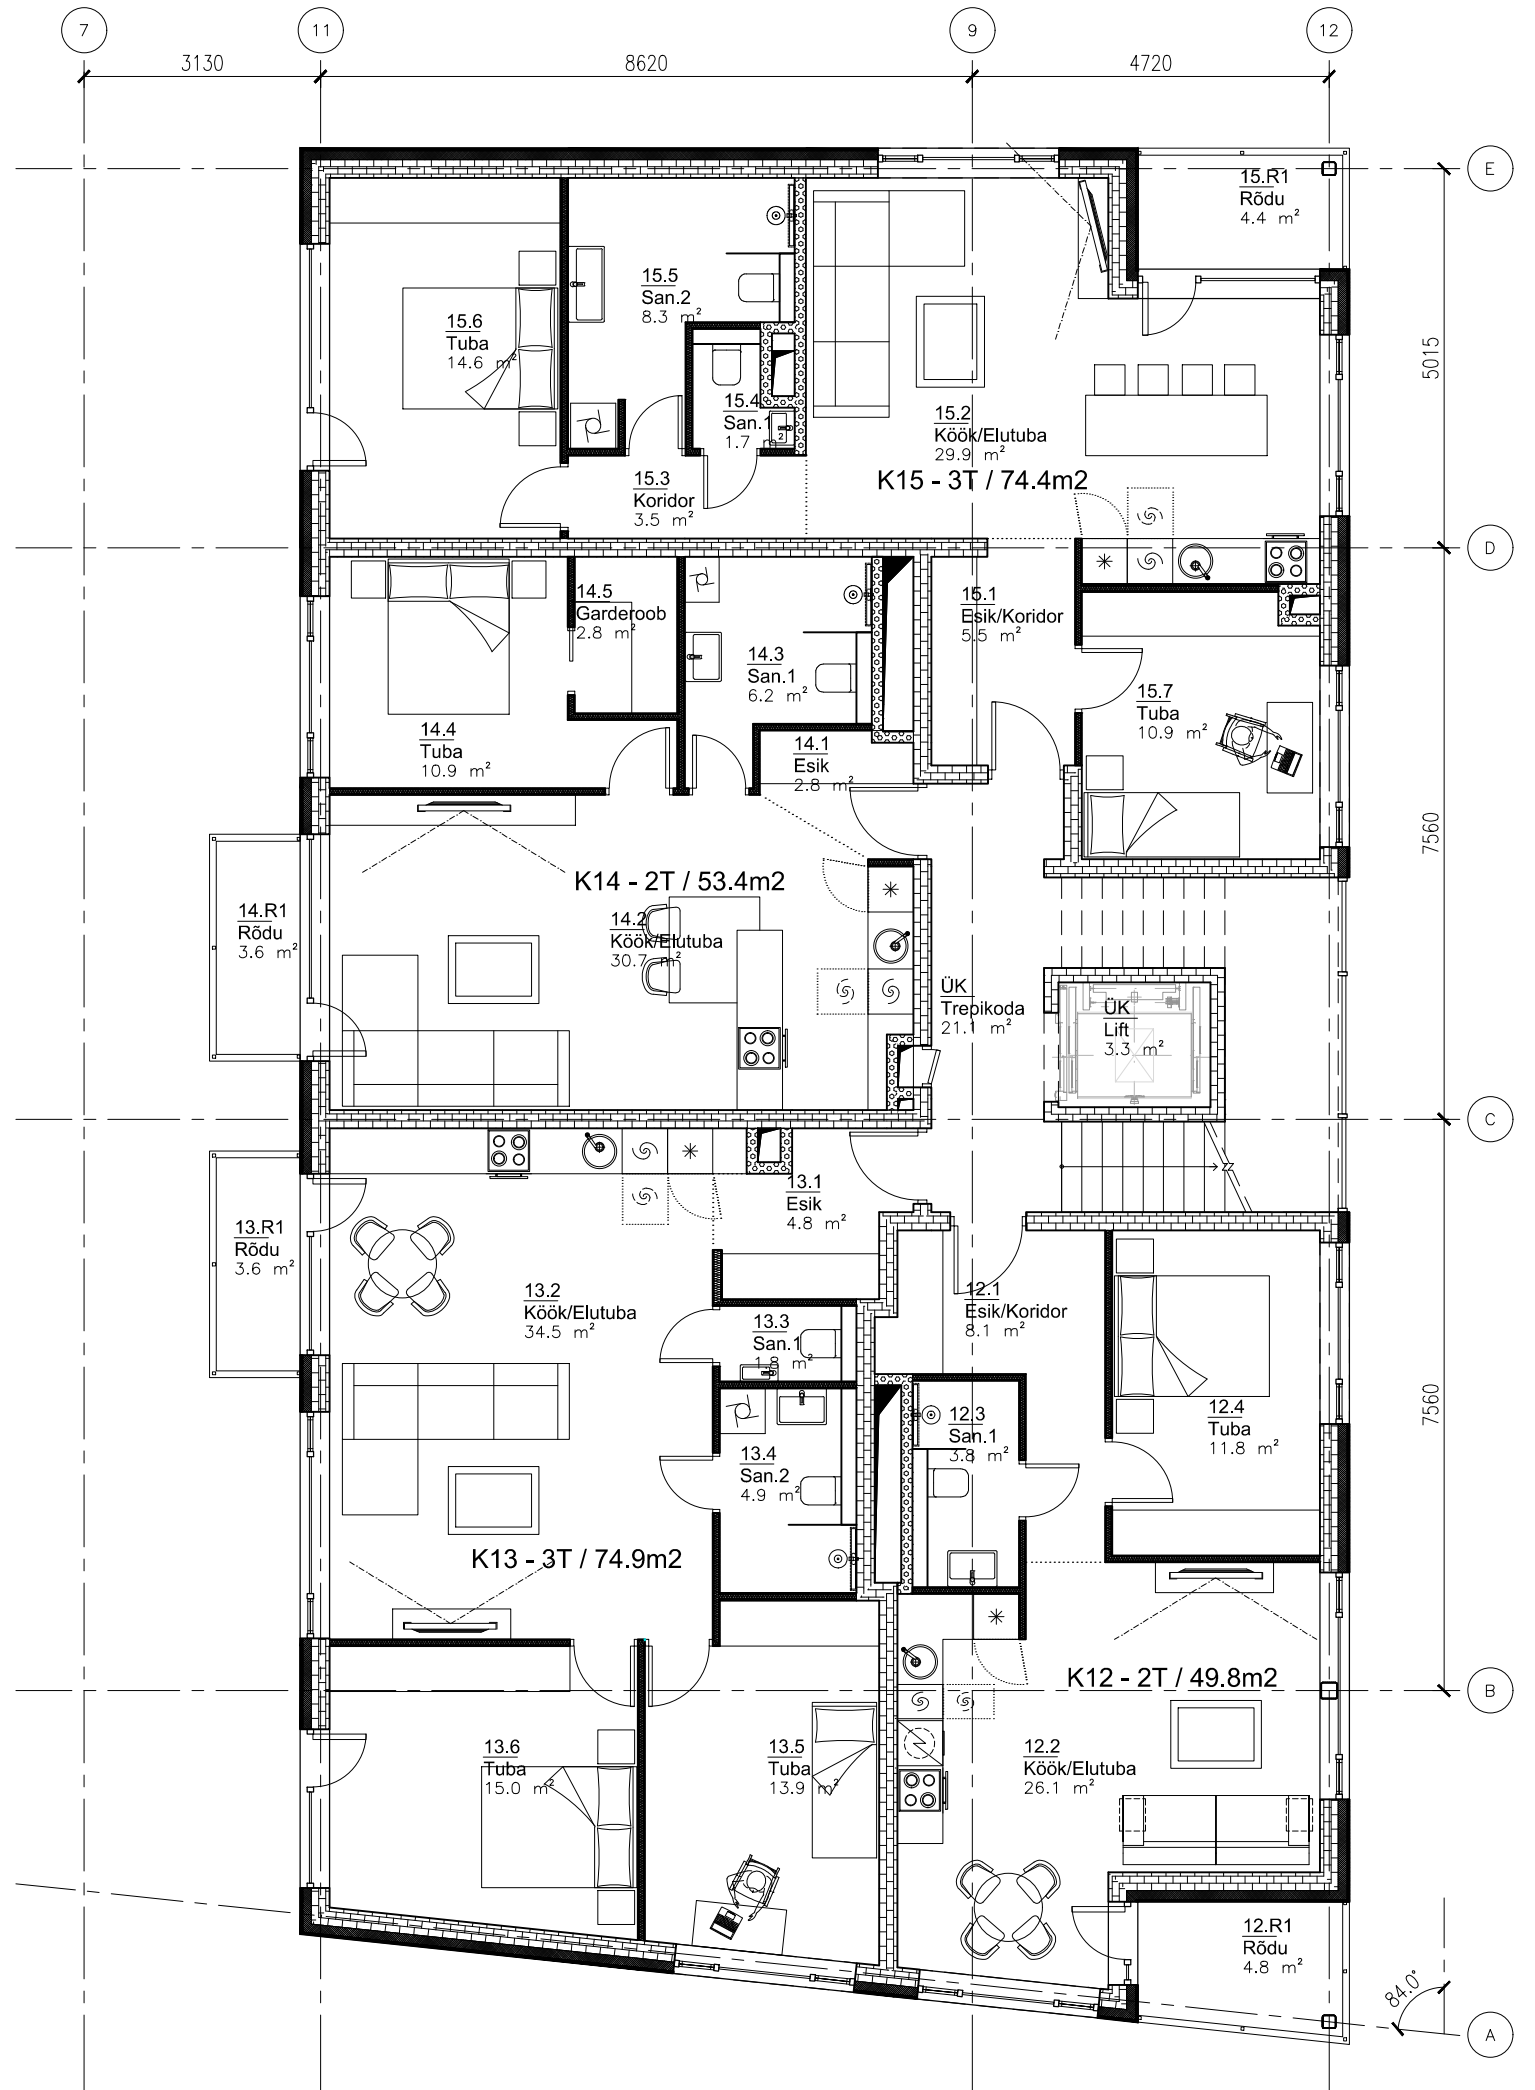 7
11
9
12
3130
8620
4720
E
15.R1
Rõdu
4.4 m²
15.5
San.2
8.3 m²
15.6
Tuba
14.6 m²
5015
15.4
San.1
1.7 m²
15.2
Köök/Elutuba
29.9 m²
K15 - 3T / 74.4m2
15.3
Koridor
3.5 m²
D
14.5
Garderoob
2.8 m²
15.1
Esik/Koridor
5.5 m²
14.3
San.1
6.2 m²
15.7
Tuba
10.9 m²
14.4
Tuba
10.9 m²
14.1
Esik
2.8 m²
7560
K14 - 2T / 53.4m2
14.R1
Rõdu
3.6 m²
14.2
Köök/Elutuba
30.7 m²
ÜK
Trepikoda
21.1 m²
ÜK
Lift
3.3 m²
C
13.1
Esik
4.8 m²
13.R1
Rõdu
3.6 m²
13.2
Köök/Elutuba
34.5 m²
12.1
Esik/Koridor
8.1 m²
13.3
San.1
1.8 m²
7560
12.3
San.1
3.8 m²
12.4
Tuba
11.8 m²
13.4
San.2
4.9 m²
K13 - 3T / 74.9m2
K12 - 2T / 49.8m2
B
13.6
Tuba
15.0 m²
13.5
Tuba
13.9 m²
12.2
Köök/Elutuba
26.1 m²
12.R1
Rõdu
4.8 m²
84.0°
A